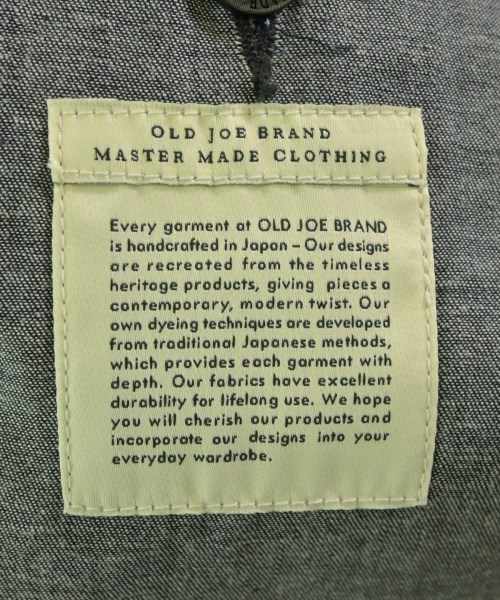 OLD JOE BRAND
MASTER MADE CLOTHING
Every garment at OLD JOE BRAND
is handcrafted in Japan – Our designs
are recreated from the timeless
heritage products, giving pieces a
contemporary, modern twist. Our
own dyeing techniques are developed
from traditional Japanese methods,
which provides each garment with
depth. Our fabrics have excellent
durability for lifelong use. We hope
you will cherish our products and
incorporate our designs into your
everyday wardrobe.